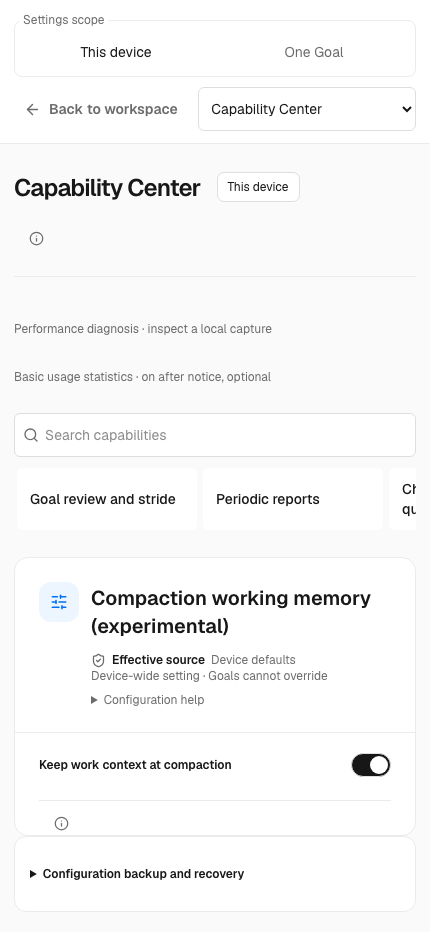 Settings scope
This device
One Goal
Back to workspace
Capability Center
Capability Center
This device
Performance diagnosis · inspect a local capture
Basic usage statistics · on after notice, optional
Search capabilities
Goal review and stride
Periodic reports
Compaction working memory
(experimental)
Effective source Device defaults
Device-wide setting · Goals cannot override
Configuration help
Keep work context at compaction
Configuration backup and recovery